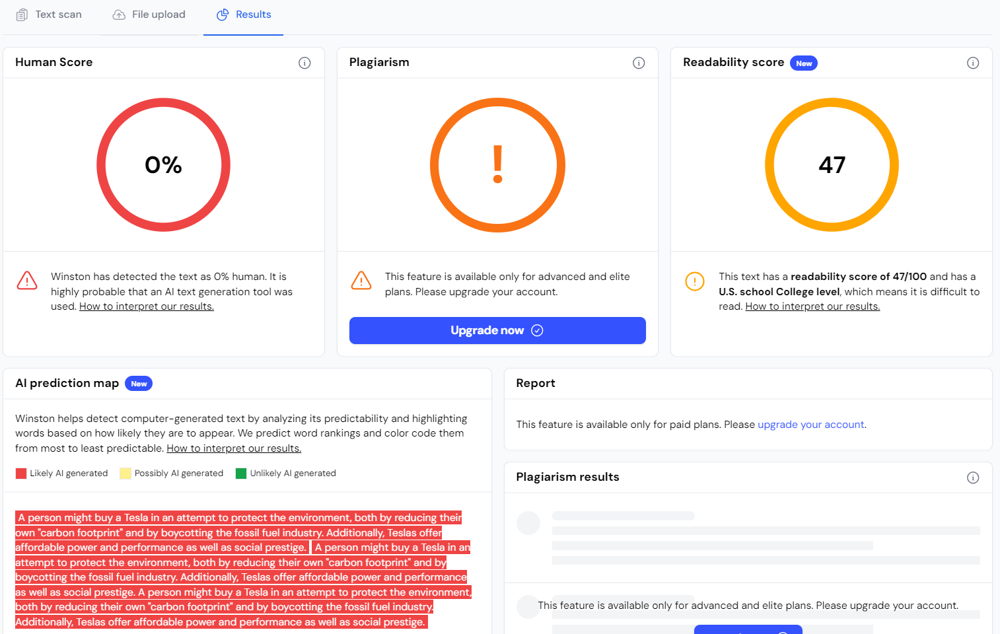 Text scan
File upload
Results
Human Score
0%
Winston has detected the text as 0% human. It is
highly probable that an AI text generation tool was
used. How to interpret our results.
Plagiarism
!
This feature is available only for advanced and elite
plans. Please upgrade your account.
Upgrade now
Readability score New
47
This text has a readability score of 47/100 and has a
U.S. school College level, which means it is difficult to
read. How to interpret our results.
AI prediction map New
Winston helps detect computer-generated text by analyzing its predictability and highlighting
words based on how likely they are to appear. We predict word rankings and color code them
from most to least predictable. How to interpret our results.
Likely AI generated
Possibly AI generated
Unlikely AI generated
A person might buy a Tesla in an attempt to protect the environment, both by reducing their
own "carbon footprint" and by boycotting the fossil fuel industry. Additionally, Teslas offer
affordable power and performance as well as social prestige. A person might buy a Tesla in an
attempt to protect the environment, both by reducing their own "carbon footprint" and by
boycotting the fossil fuel industry. Additionally, Teslas offer affordable power and performance
as well as social prestige. A person might buy a Tesla in an attempt to protect the environment,
both by reducing their own "carbon footprint" and by boycotting the fossil fuel industry.
Additionally, Teslas offer affordable power and performance as well as social prestige.
Report
This feature is available only for paid plans. Please upgrade your account.
Plagiarism results
This feature is available only for advanced and elite plans. Please upgrade your account.